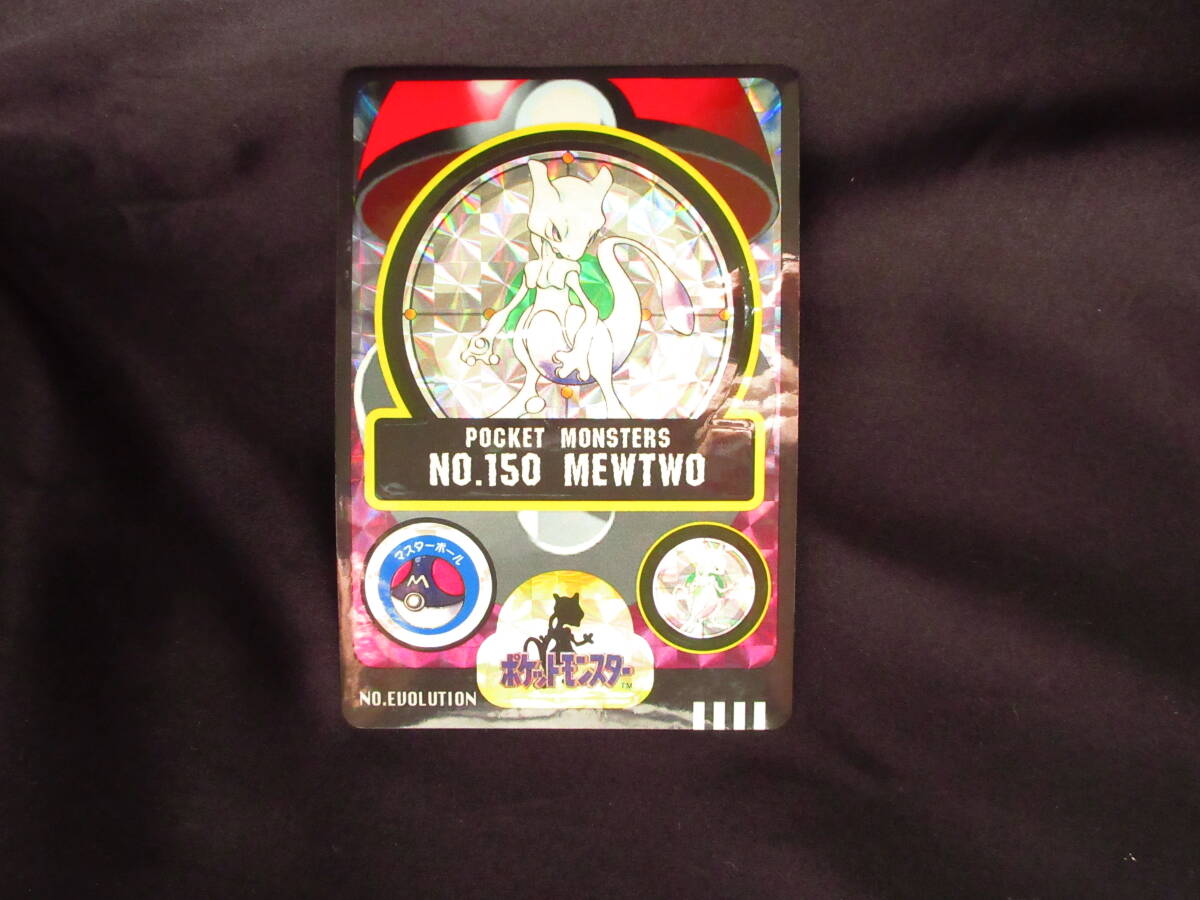 POCKET MONSTERS
NO.150 MEWTWO
マスターボール
M
ポケットモンスター
TM
NO.EVOLUTION